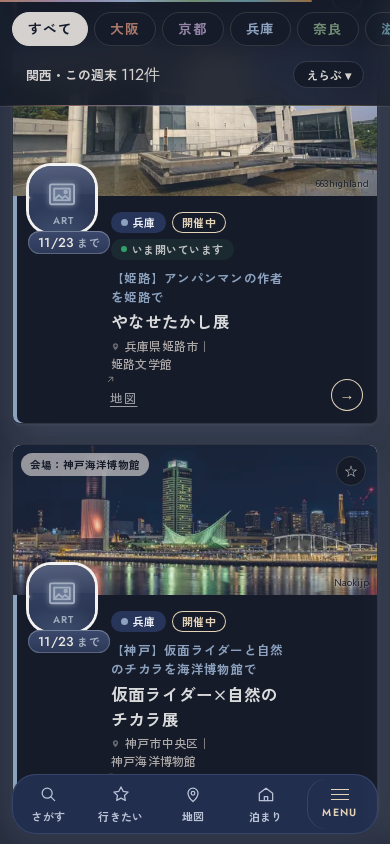 すべて
大阪
京都
兵庫
奈良
滋
関西・この週末 112件
えらぶ ▾
663highland
ART
11/23 まで
兵庫
開催中
いま開いています
【姫路】アンパンマンの作者
を姫路で
やなせたかし展
兵庫県姫路市 |
姫路文学館
↗
地図
→
会場：神戸海洋博物館
☆
Naokijp
ART
11/23 まで
兵庫
開催中
【神戸】仮面ライダーと自然
のチカラを海洋博物館で
仮面ライダー×自然の
チカラ展
神戸市中央区 |
神戸海洋博物館
さがす
行きたい
地図
泊まり
MENU